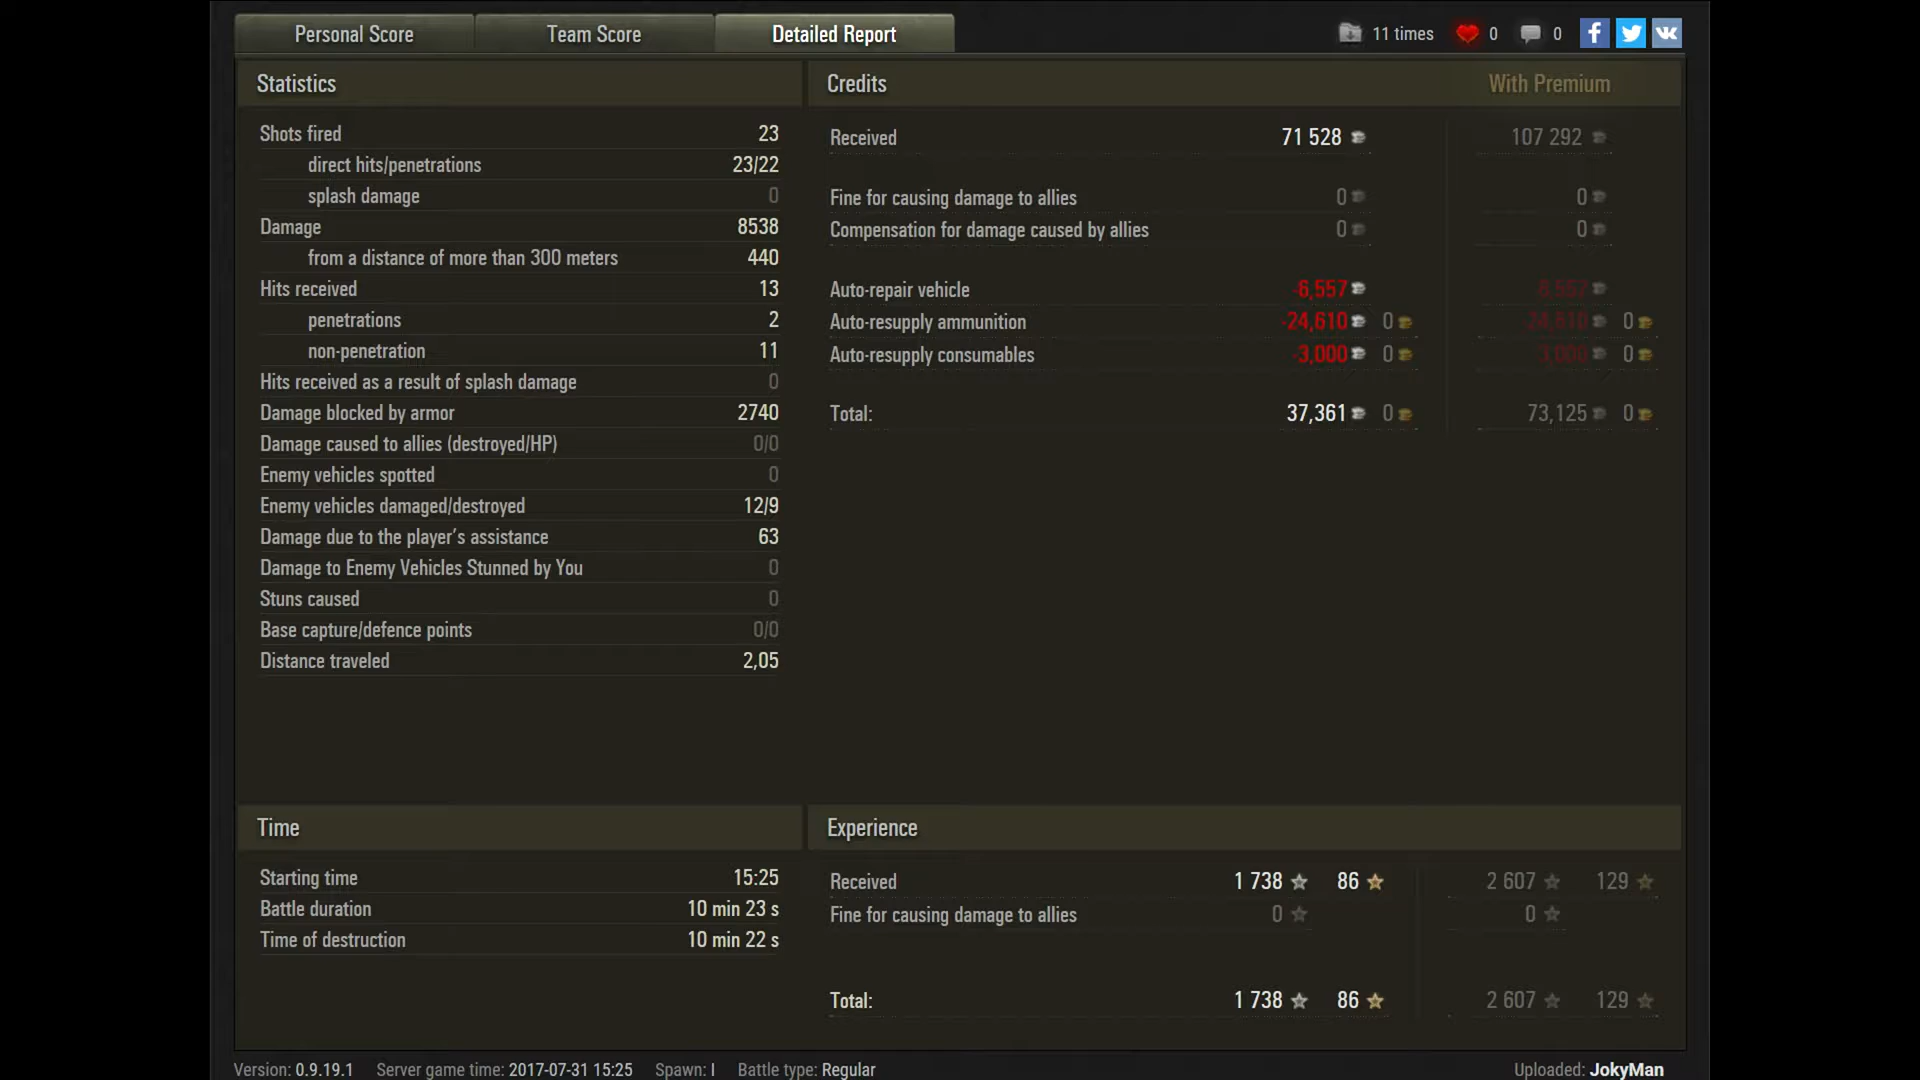 Personal Score Team Score Detailed Report 11 times 0 0
Statistics
Shots fired 23
direct hits/penetrations 23/22
splash damage 0
Damage 8538
from a distance of more than 300 meters 440
Hits received 13
penetrations 2
non-penetration 11
Hits received as a result of splash damage 0
Damage blocked by armor 2740
Damage caused to allies (destroyed/HP) 0/0
Enemy vehicles spotted 0
Enemy vehicles damaged/destroyed 12/9
Damage due to the player's assistance 63
Damage to Enemy Vehicles Stunned by You 0
Stuns caused 0
Base capture/defence points 0/0
Distance traveled 2,05
Credits With Premium
Received 71 528 107 292
Fine for causing damage to allies 0 0
Compensation for damage caused by allies 0 0
Auto-repair vehicle -6,557 -6,557
Auto-resupply ammunition -24,610 0 -24,610 0
Auto-resupply consumables -3,000 0 -3,000 0
Total: 37,361 0 73,125 0
Time
Starting time 15:25
Battle duration 10 min 23 s
Time of destruction 10 min 22 s
Experience
Received 1 738 86 2 607 129
Fine for causing damage to allies 0 0
Total: 1 738 86 2 607 129
Version: 0.9.19.1 Server game time: 2017-07-31 15:25 Spawn: I Battle type: Regular Uploaded: JokyMan